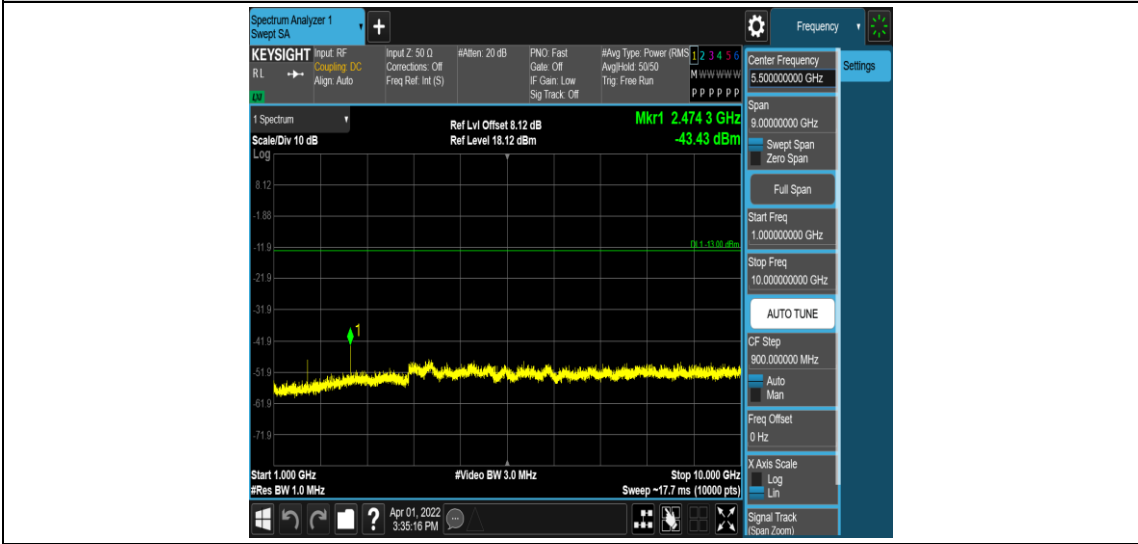 Spectrum Analyzer 1
Swept SA
+
Frequency
KEYSIGHT
R L
Input: RF
Coupling: DC
Align: Auto
Input Z: 50 Ω
Corrections: Off
Freq Ref: Int (S)
#Atten: 20 dB
PNO: Fast
Gate: Off
IF Gain: Low
Sig Track: Off
#Avg Type: Power (RMS
Avg|Hold: 50/50
Trig: Free Run
1 2 3 4 5 6
M W W W W W
P P P P P P
1 Spectrum
Scale/Div 10 dB
Log
Ref Lvl Offset 8.12 dB
Ref Level 18.12 dBm
Mkr1 2.474 3 GHz
-43.43 dBm
8.12
-1.88
-11.9
DL1 -13.00 dBm
-21.9
-31.9
1
-41.9
-51.9
-61.9
-71.9
Start 1.000 GHz
#Video BW 3.0 MHz
Stop 10.000 GHz
#Res BW 1.0 MHz
Sweep ~17.7 ms (10000 pts)
?
Apr 01, 2022
3:35:16 PM
Center Frequency
5.500000000 GHz
Settings
Span
9.00000000 GHz
Swept Span
Zero Span
Full Span
Start Freq
1.000000000 GHz
Stop Freq
10.000000000 GHz
AUTO TUNE
CF Step
900.000000 MHz
Auto
Man
Freq Offset
0 Hz
X Axis Scale
Log
Lin
Signal Track
(Span Zoom)